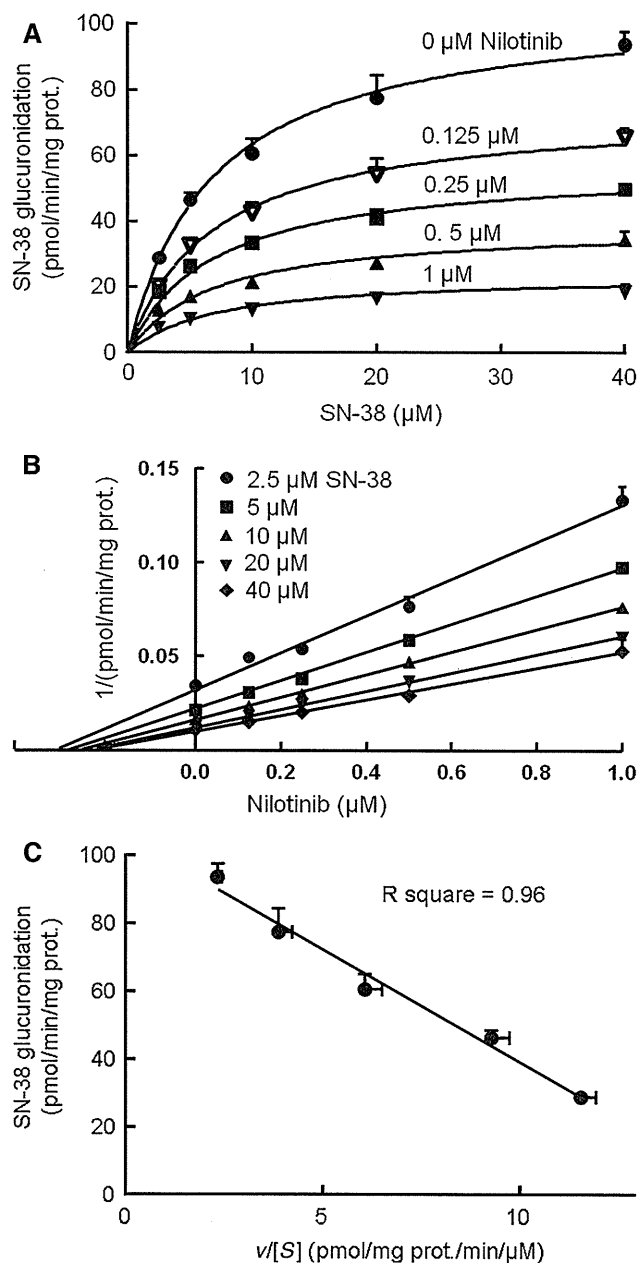 A
SN-38 glucuronidation
(pmol/min/mg prot.)
100
80
60
40
20
0
0 µM Nilotinib
0.125 µM
0.25 µM
0. 5 µM
1 µM
0
10
20
30
40
SN-38 (µM)
B
1/(pmol/min/mg prot.)
0.15
0.10
0.05
2.5 µM SN-38
5 µM
10 µM
20 µM
40 µM
0.0
0.2
0.4
0.6
0.8
1.0
Nilotinib (µM)
C
SN-38 glucuronidation
(pmol/min/mg prot.)
100
80
60
40
20
0
R square = 0.96
0
5
10
v/[S] (pmol/mg prot./min/µM)